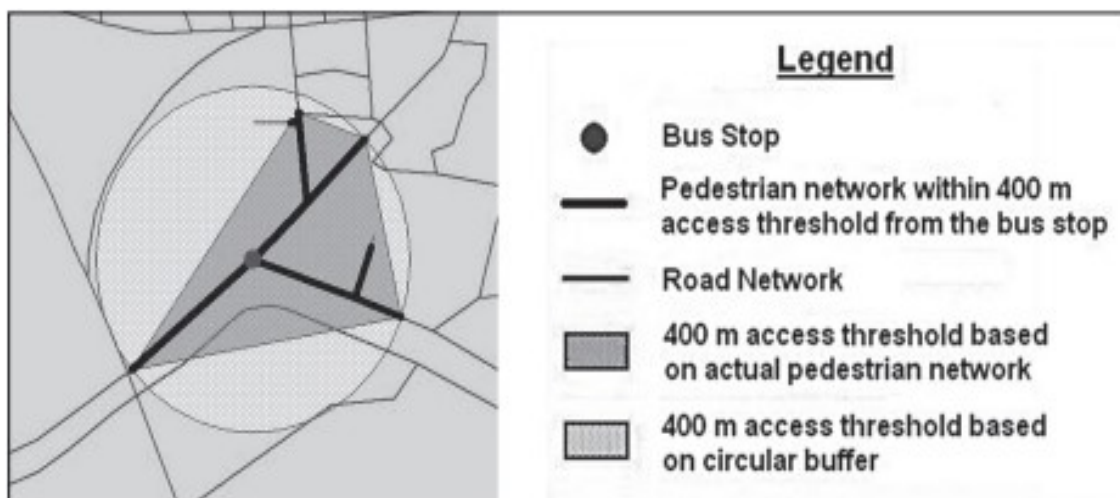 Legend
Bus Stop
Pedestrian network within 400 m
access threshold from the bus stop
Road Network
400 m access threshold based
on actual pedestrian network
400 m access threshold based
on circular buffer